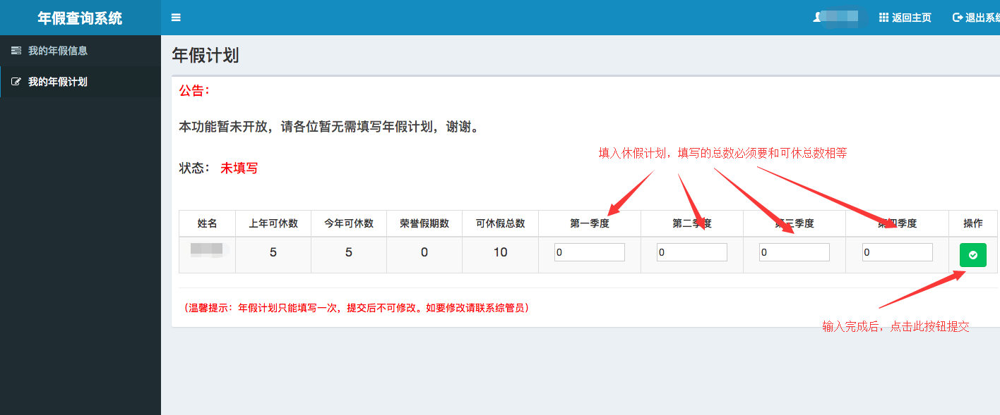 年假查询系统
返回主页
退出系统
我的年假信息
我的年假计划
年假计划
公告：
本功能暂未开放，请各位暂无需填写年假计划，谢谢。
填入休假计划，填写的总数必须要和可休总数相等
状态： 未填写
姓名 上年可休数 今年可休数 荣誉假期数 可休假总数 第一季度 第二季度 第三季度 第四季度 操作
5 5 0 10 0 0 0 0
（温馨提示：年假计划只能填写一次，提交后不可修改。如要修改请联系综管员）
输入完成后，点击此按钮提交